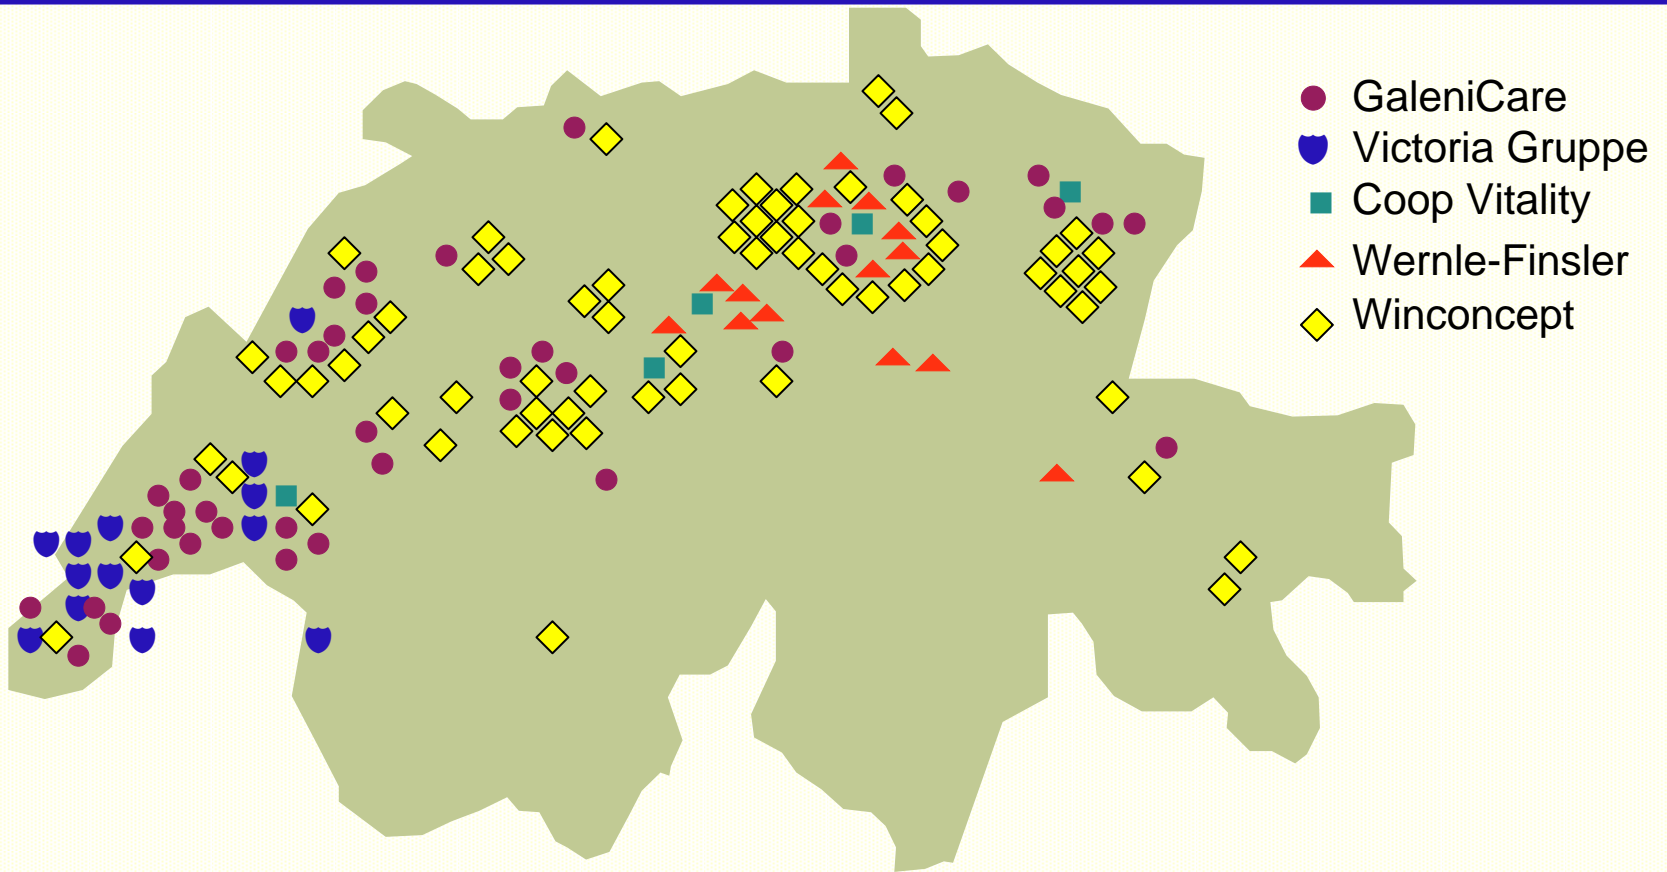 GaleniCare
Victoria Gruppe
Coop Vitality
Wernle-Finsler
Winconcept